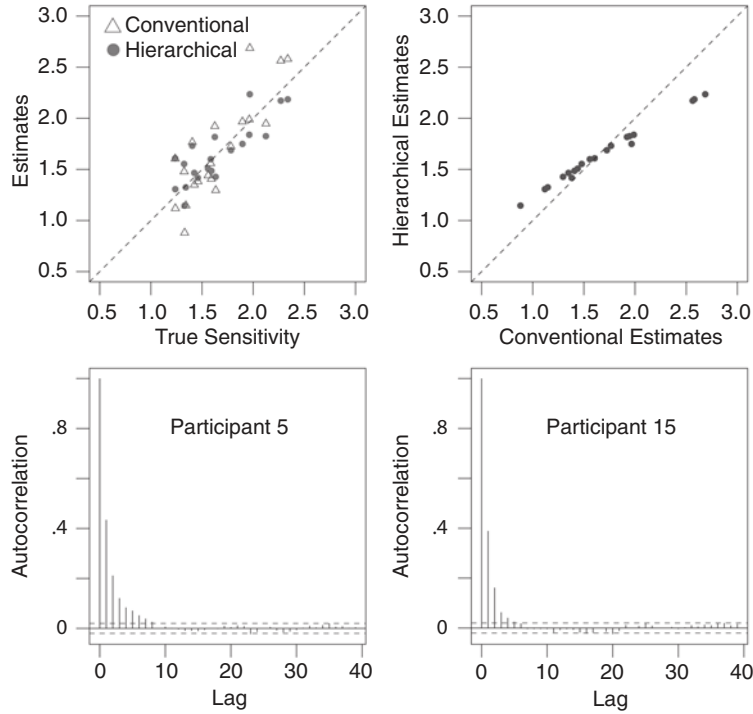 3.0
2.5
2.0
1.5
1.0
0.5
Estimates
Conventional
Hierarchical
0.5 1.0 1.5 2.0 2.5 3.0
True Sensitivity
3.0
2.5
2.0
1.5
1.0
0.5
Hierarchical Estimates
0.5 1.0 1.5 2.0 2.5 3.0
Conventional Estimates
.8
.4
0
Autocorrelation
Participant 5
0 10 20 30 40
Lag
.8
.4
0
Autocorrelation
Participant 15
0 10 20 30 40
Lag